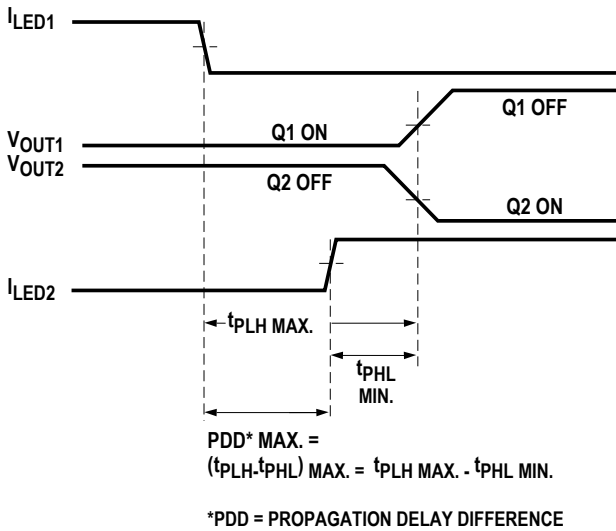 ILED1
Q1 OFF
VOUT1
Q1 ON
VOUT2
Q2 OFF
Q2 ON
ILED2
tPLH MAX.
tPHL
MIN.
PDD* MAX. =
(tPLH-tPHL) MAX. = tPLH MAX. - tPHL MIN.
*PDD = PROPAGATION DELAY DIFFERENCE